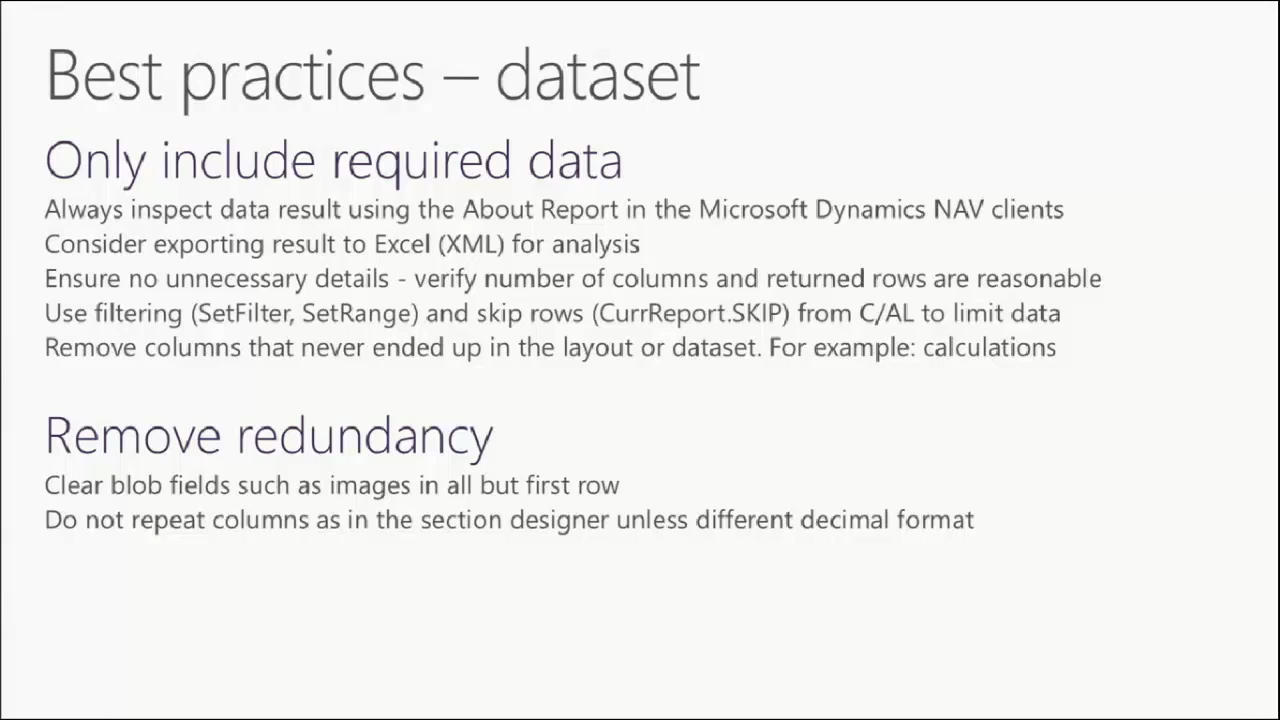 Best practices – dataset
Only include required data
Always inspect data result using the About Report in the Microsoft Dynamics NAV clients
Consider exporting result to Excel (XML) for analysis
Ensure no unnecessary details - verify number of columns and returned rows are reasonable
Use filtering (SetFilter, SetRange) and skip rows (CurrReport.SKIP) from C/AL to limit data
Remove columns that never ended up in the layout or dataset. For example: calculations
Remove redundancy
Clear blob fields such as images in all but first row
Do not repeat columns as in the section designer unless different decimal format